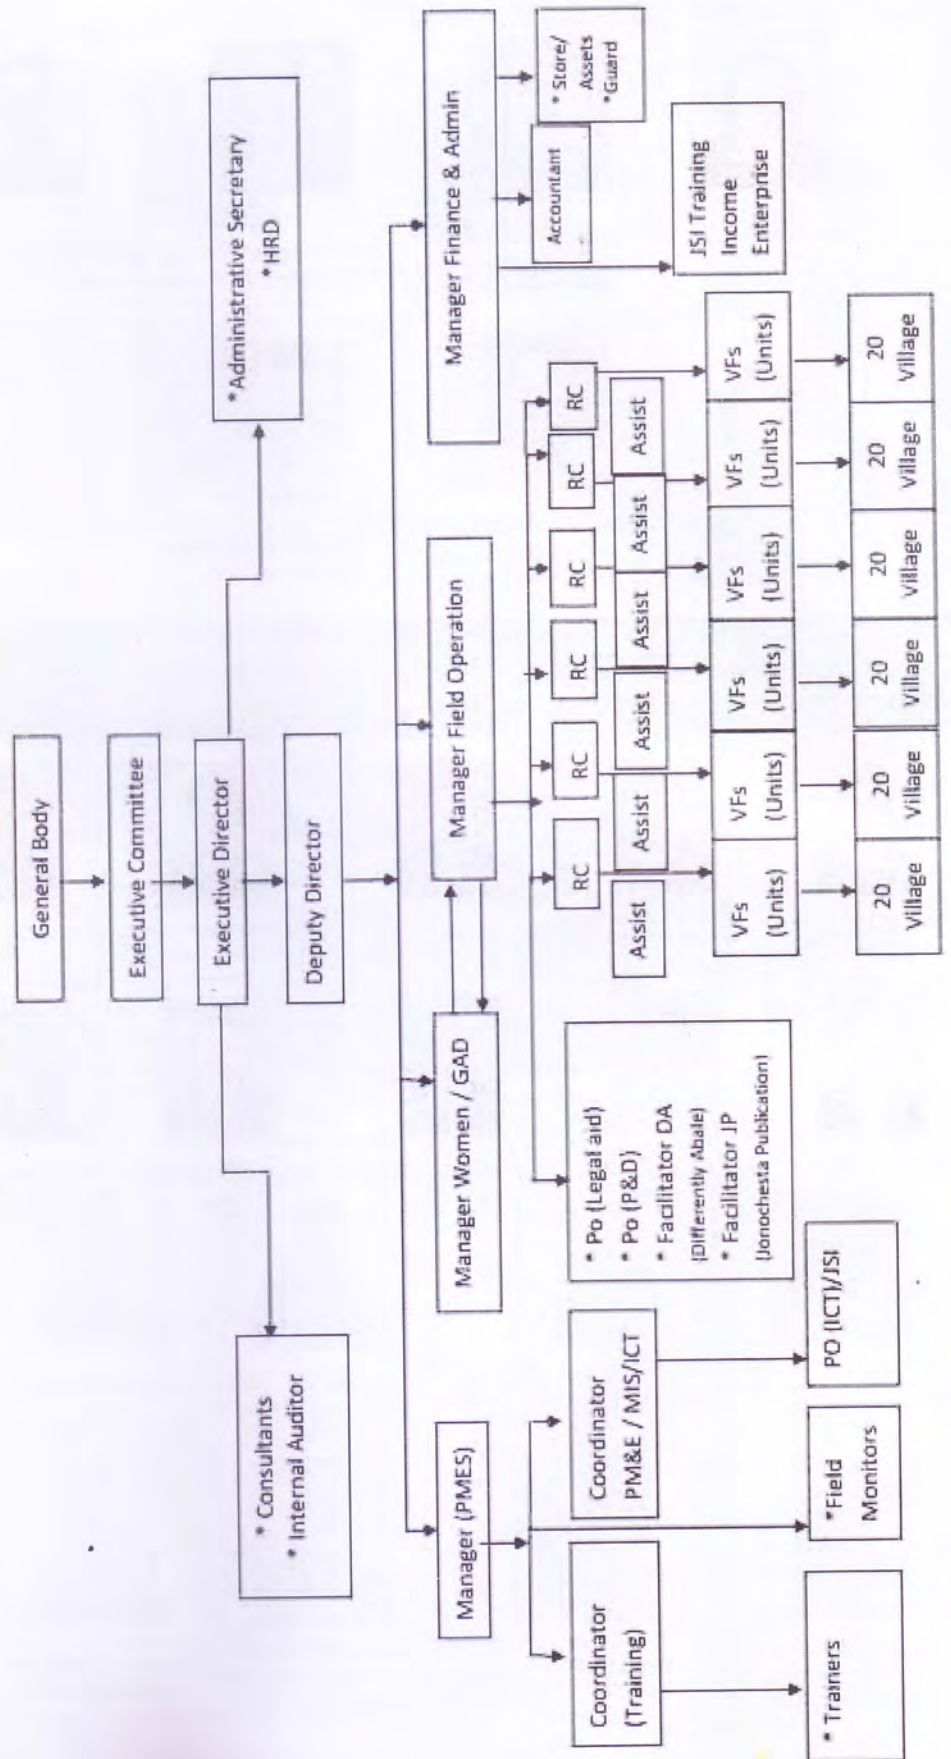 General Body
Executive Committee
Executive Director
Deputy Director
* Consultants
* Internal Auditor
*Administrative Secretary
*HRD
Manager (PMES)
Manager Women / GAD
Manager Field Operation
Manager Finance & Admin
Coordinator
(Training)
Coordinator
PM&E / MIS/ICT
* Po (Legal aid)
* Po (P&D)
* Facilitator DA
(Differently Abale)
* Facilitator JP
(Jonochesta Publication)
RC
RC
RC
RC
RC
RC
Accountant
* Store/
Assets
*Guard
Assist
Assist
Assist
Assist
Assist
Assist
JSI Training
Income
Enterprise
VFs
(Units)
VFs
(Units)
VFs
(Units)
VFs
(Units)
VFs
(Units)
VFs
(Units)
* Trainers
*Field
Monitors
PO (ICT)/JSI
20
Village
20
Village
20
Village
20
Village
20
Village
20
Village